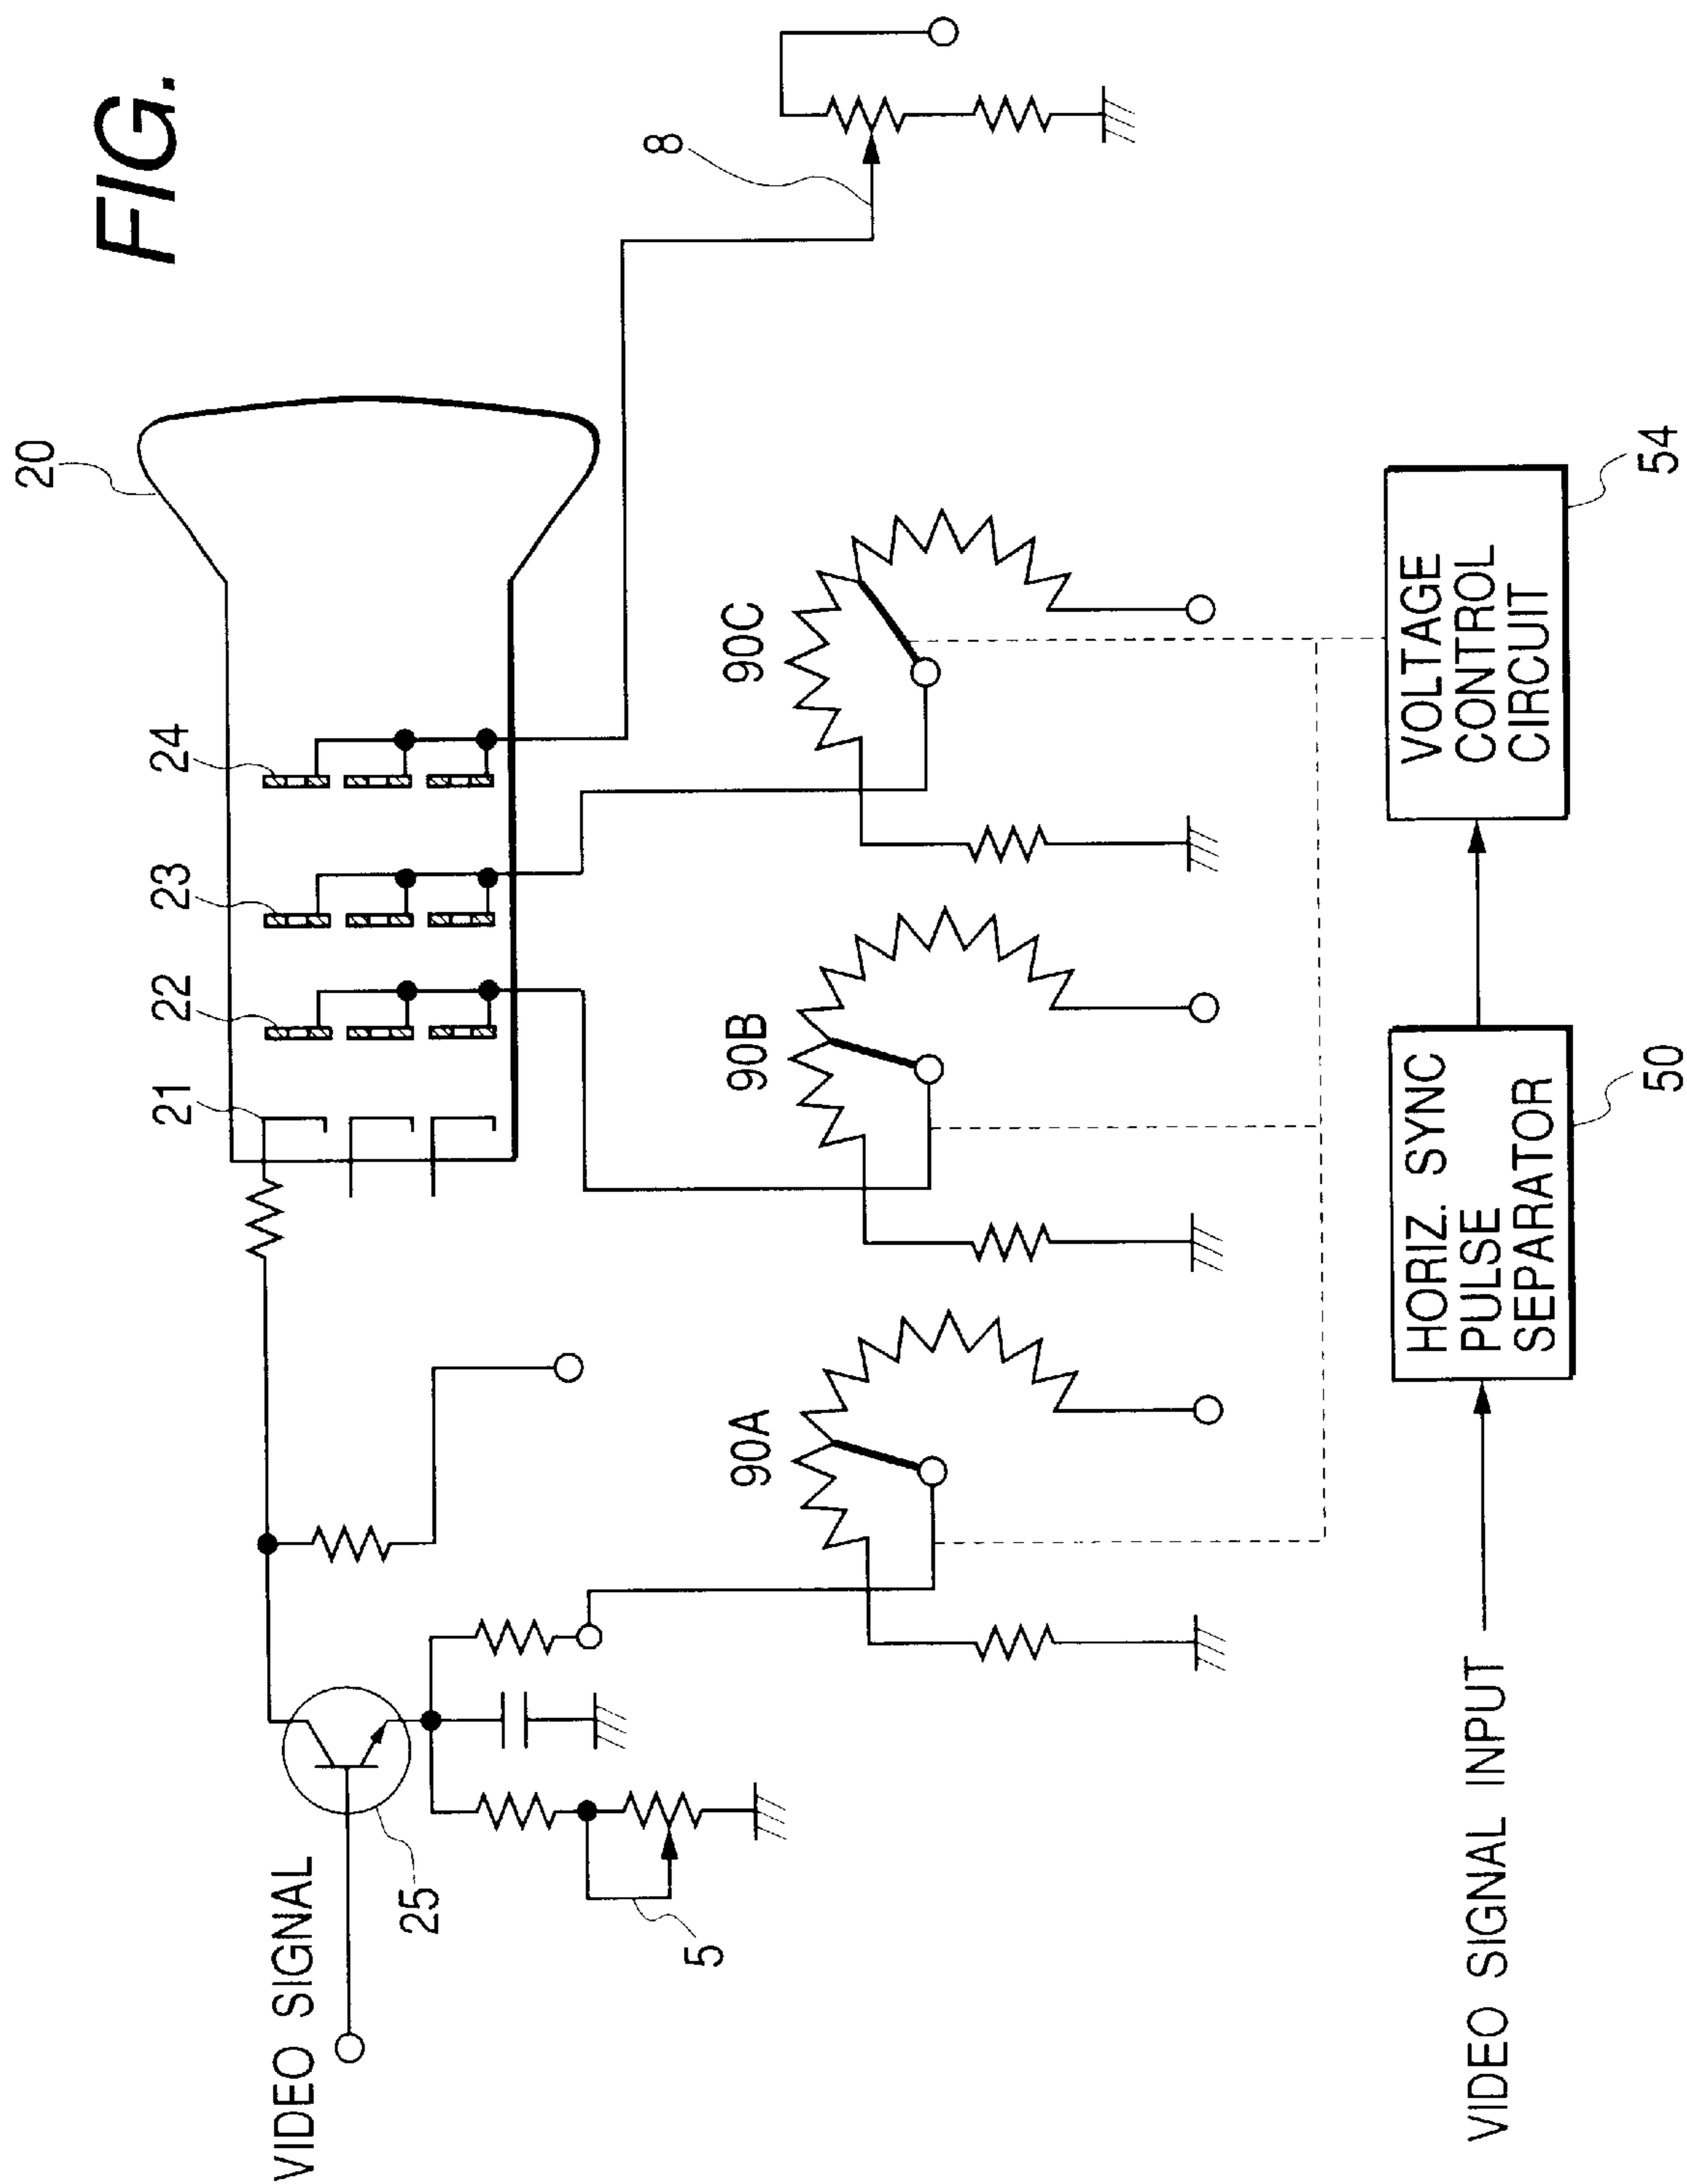 FIG.
20
21
22
23
24
8
VIDEO SIGNAL
25
5
90A
90B
90C
VIDEO SIGNAL INPUT
HORIZ. SYNC
PULSE
SEPARATOR
50
VOLTAGE
CONTROL
CIRCUIT
54